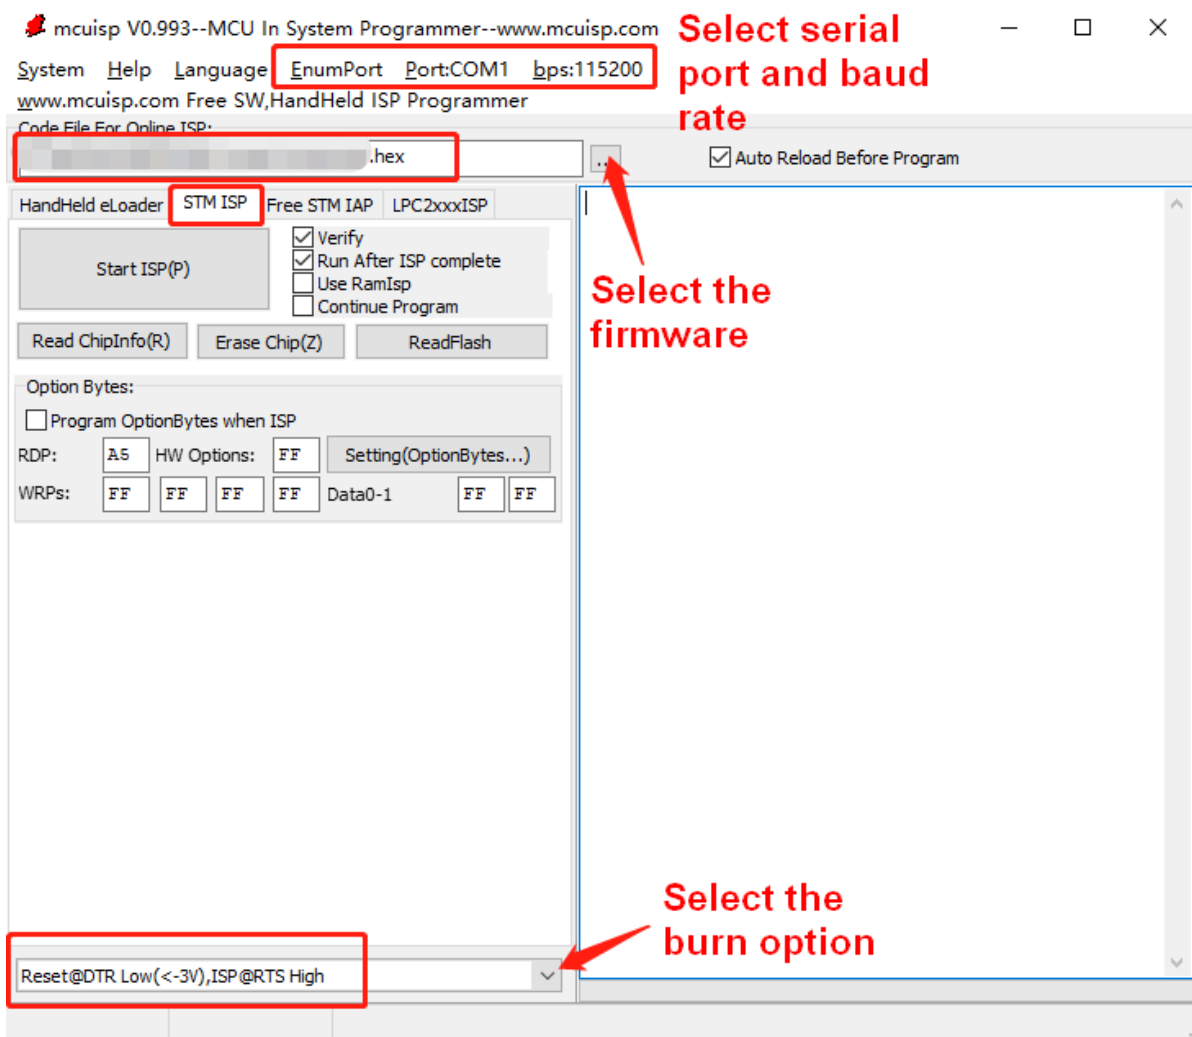 mcuisp V0.993--MCU In System Programmer--www.mcuisp.com
Select serial
port and baud
rate
System Help Language EnumPort Port:COM1 bps:115200
www.mcuisp.com Free SW,HandHeld ISP Programmer
Code File For Online ISP:
.hex
...
Auto Reload Before Program
HandHeld eLoader STM ISP Free STM IAP LPC2xxxISP
Start ISP(P)
Verify
Run After ISP complete
Use RamIsp
Continue Program
Select the
firmware
Read ChipInfo(R) Erase Chip(Z) ReadFlash
Option Bytes:
Program OptionBytes when ISP
RDP: A5 HW Options: FF Setting(OptionBytes...)
WRPs: FF FF FF FF Data0-1 FF FF
Select the
burn option
Reset@DTR Low(<-3V),ISP@RTS High